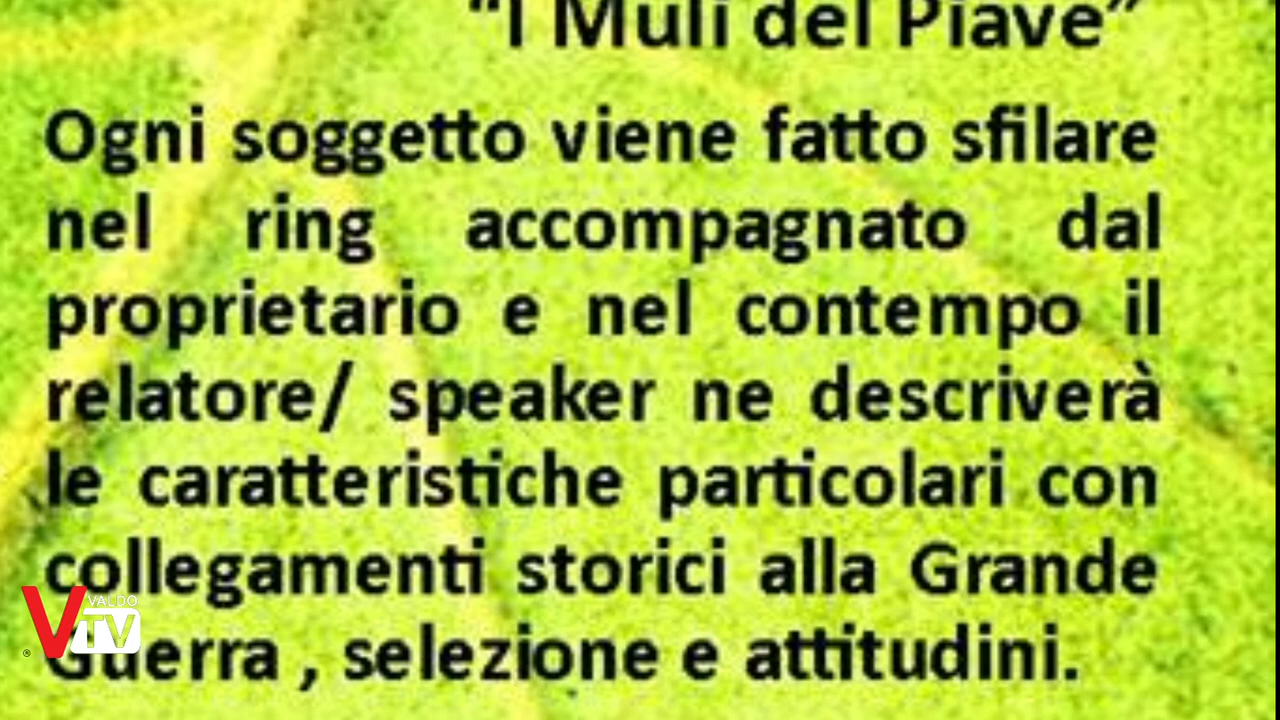 “I Muli del Piave”
Ogni soggetto viene fatto sfilare
nel ring accompagnato dal
proprietario e nel contempo il
relatore/ speaker ne descriverà
le caratteristiche particolari con
collegamenti storici alla Grande
Guerra , selezione e attitudini.
VALDO
VTV
®